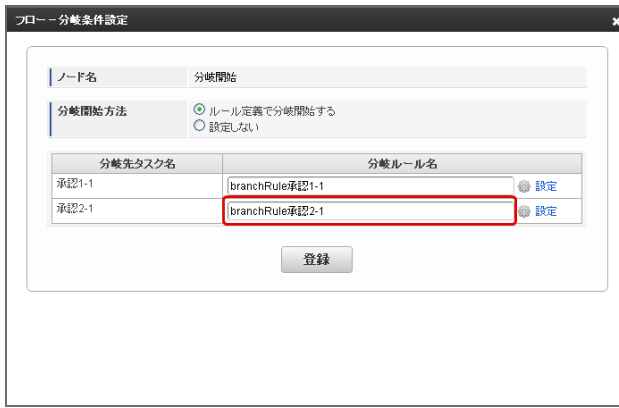 フロー－分岐条件設定
ノード名 分岐開始
分岐開始方法 ルール定義で分岐開始する
設定しない
分岐先タスク名 分岐ルール名
承認1-1 branchRule承認1-1 設定
承認2-1 branchRule承認2-1 設定
登録